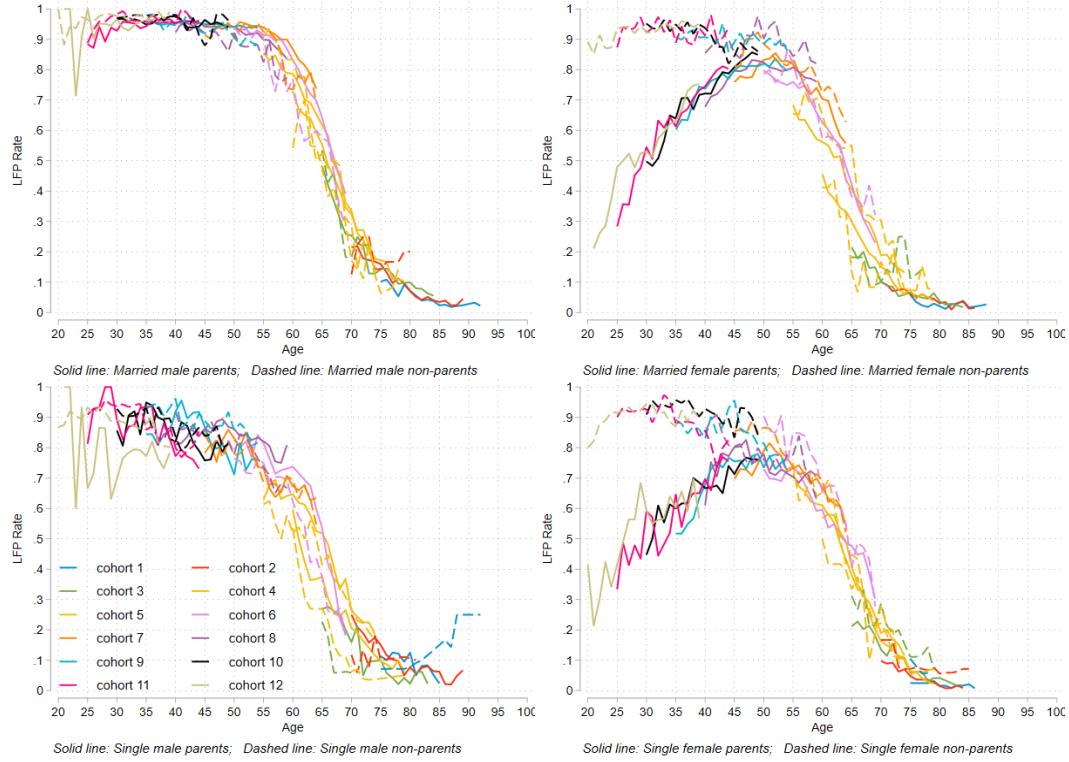 1
.9
.8
.7
.6
.5
.4
.3
.2
.1
0
LFP Rate
20 25 30 35 40 45 50 55 60 65 70 75 80 85 90 95 100
Age
Solid line: Married male parents; Dashed line: Married male non-parents
1
.9
.8
.7
.6
.5
.4
.3
.2
.1
0
LFP Rate
20 25 30 35 40 45 50 55 60 65 70 75 80 85 90 95 100
Age
Solid line: Married female parents; Dashed line: Married female non-parents
1
.9
.8
.7
.6
.5
.4
.3
.2
.1
0
LFP Rate
cohort 1 cohort 2
cohort 3 cohort 4
cohort 5 cohort 6
cohort 7 cohort 8
cohort 9 cohort 10
cohort 11 cohort 12
20 25 30 35 40 45 50 55 60 65 70 75 80 85 90 95 100
Age
Solid line: Single male parents; Dashed line: Single male non-parents
1
.9
.8
.7
.6
.5
.4
.3
.2
.1
0
LFP Rate
20 25 30 35 40 45 50 55 60 65 70 75 80 85 90 95 100
Age
Solid line: Single female parents; Dashed line: Single female non-parents